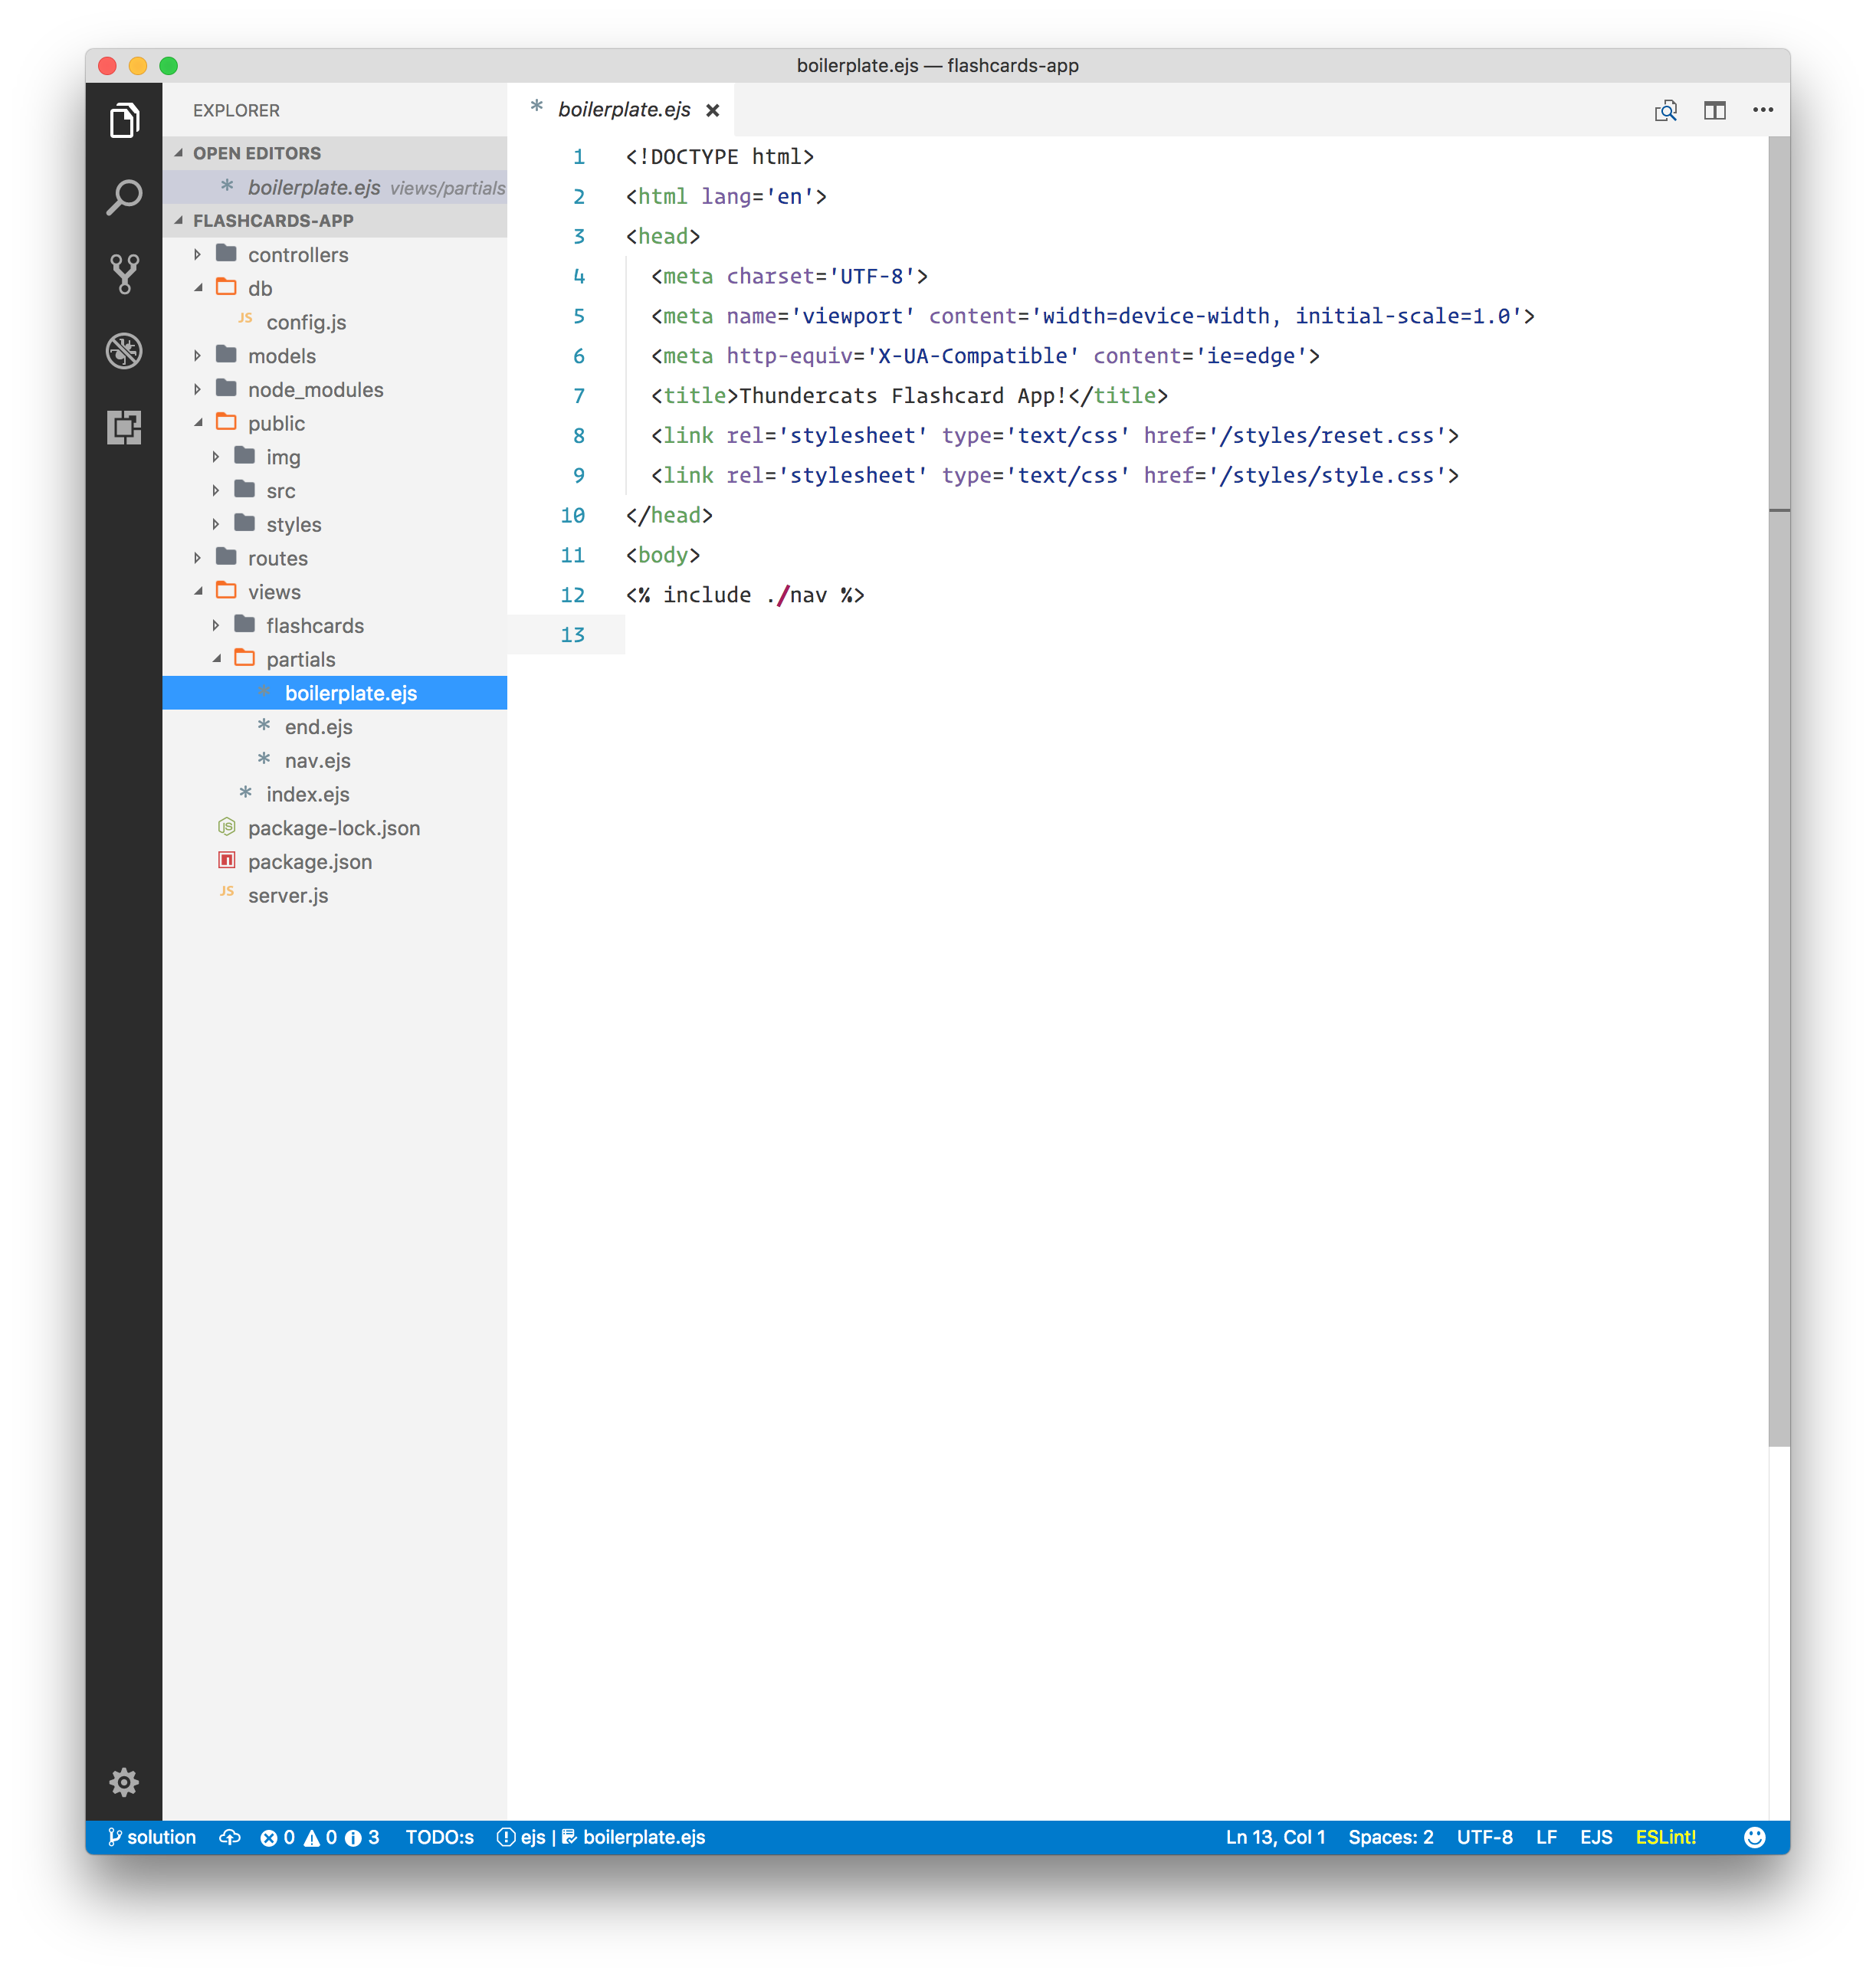 boilerplate.ejs — flashcards-app
EXPLORER
OPEN EDITORS
* boilerplate.ejs views/partials
FLASHCARDS-APP
controllers
db
JS config.js
models
node_modules
public
img
src
styles
routes
views
flashcards
partials
* boilerplate.ejs
* end.ejs
* nav.ejs
* index.ejs
JS package-lock.json
package.json
JS server.js
* boilerplate.ejs ×
1 <!DOCTYPE html>
2 <html lang='en'>
3 <head>
4 <meta charset='UTF-8'>
5 <meta name='viewport' content='width=device-width, initial-scale=1.0'>
6 <meta http-equiv='X-UA-Compatible' content='ie=edge'>
7 <title>Thundercats Flashcard App!</title>
8 <link rel='stylesheet' type='text/css' href='/styles/reset.css'>
9 <link rel='stylesheet' type='text/css' href='/styles/style.css'>
10 </head>
11 <body>
12 <% include ./nav %>
13
solution 0 0 3 TODO:s ejs | boilerplate.ejs Ln 13, Col 1 Spaces: 2 UTF-8 LF EJS ESLint!